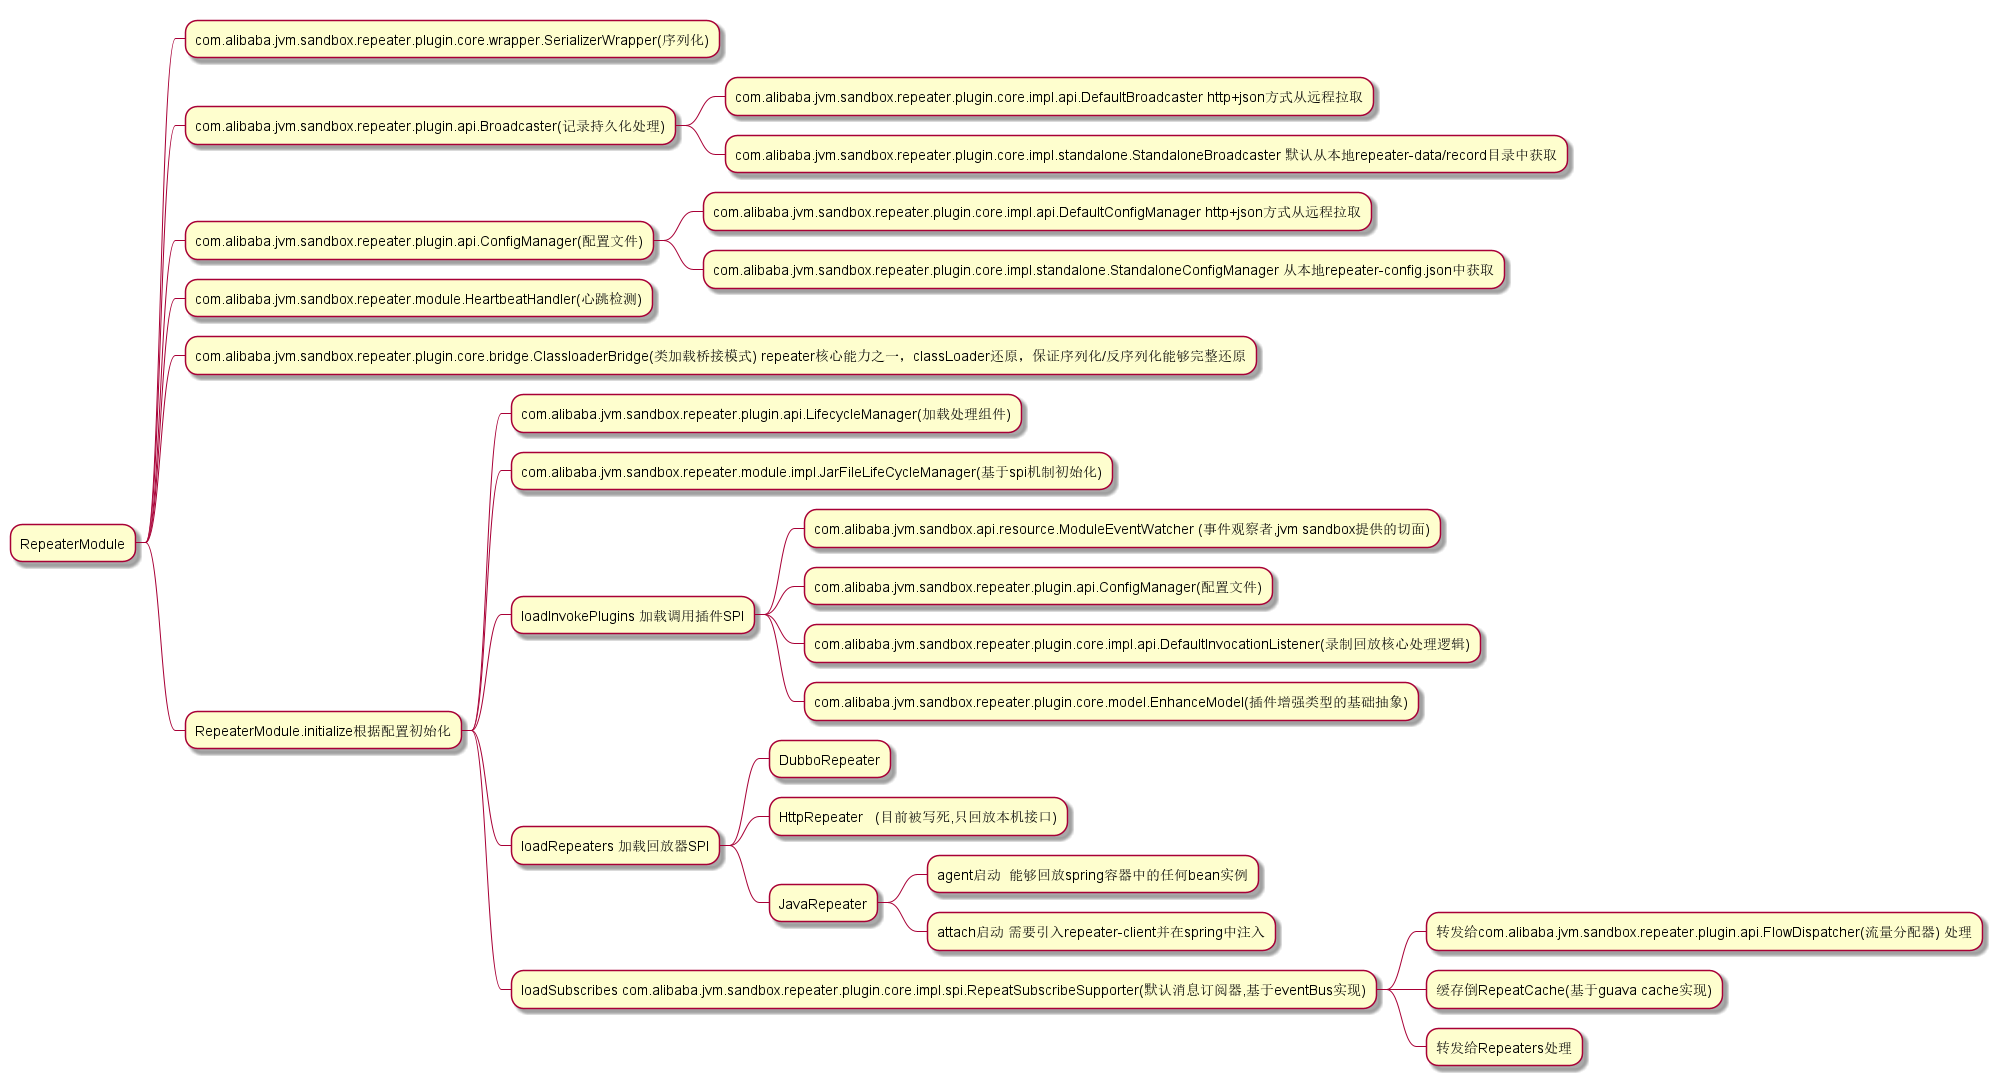 com.alibaba.jvm.sandbox.repeater.plugin.core.wrapper.SerializerWrapper(序列化)
com.alibaba.jvm.sandbox.repeater.plugin.core.impl.api.DefaultBroadcaster http+json方式从远程拉取
com.alibaba.jvm.sandbox.repeater.plugin.api.Broadcaster(记录持久化处理)
com.alibaba.jvm.sandbox.repeater.plugin.core.impl.standalone.StandaloneBroadcaster 默认从本地repeater-data/record目录中获取
com.alibaba.jvm.sandbox.repeater.plugin.core.impl.api.DefaultConfigManager http+json方式从远程拉取
com.alibaba.jvm.sandbox.repeater.plugin.api.ConfigManager(配置文件)
com.alibaba.jvm.sandbox.repeater.plugin.core.impl.standalone.StandaloneConfigManager 从本地repeater-config.json中获取
com.alibaba.jvm.sandbox.repeater.module.HeartbeatHandler(心跳检测)
com.alibaba.jvm.sandbox.repeater.plugin.core.bridge.ClassloaderBridge(类加载桥接模式) repeater核心能力之一，classLoader还原，保证序列化/反序列化能够完整还原
com.alibaba.jvm.sandbox.repeater.plugin.api.LifecycleManager(加载处理组件)
com.alibaba.jvm.sandbox.repeater.module.impl.JarFileLifeCycleManager(基于spi机制初始化)
com.alibaba.jvm.sandbox.api.resource.ModuleEventWatcher (事件观察者,jvm sandbox提供的切面)
RepeaterModule
com.alibaba.jvm.sandbox.repeater.plugin.api.ConfigManager(配置文件)
loadInvokePlugins 加载调用插件SPI
com.alibaba.jvm.sandbox.repeater.plugin.core.impl.api.DefaultInvocationListener(录制回放核心处理逻辑)
com.alibaba.jvm.sandbox.repeater.plugin.core.model.EnhanceModel(插件增强类型的基础抽象)
RepeaterModule.initialize根据配置初始化
DubboRepeater
HttpRepeater   (目前被写死,只回放本机接口)
loadRepeaters 加载回放器SPI
agent启动  能够回放spring容器中的任何bean实例
JavaRepeater
attach启动 需要引入repeater-client并在spring中注入
转发给com.alibaba.jvm.sandbox.repeater.plugin.api.FlowDispatcher(流量分配器) 处理
loadSubscribes com.alibaba.jvm.sandbox.repeater.plugin.core.impl.spi.RepeatSubscribeSupporter(默认消息订阅器,基于eventBus实现)
缓存倒RepeatCache(基于guava cache实现)
转发给Repeaters处理